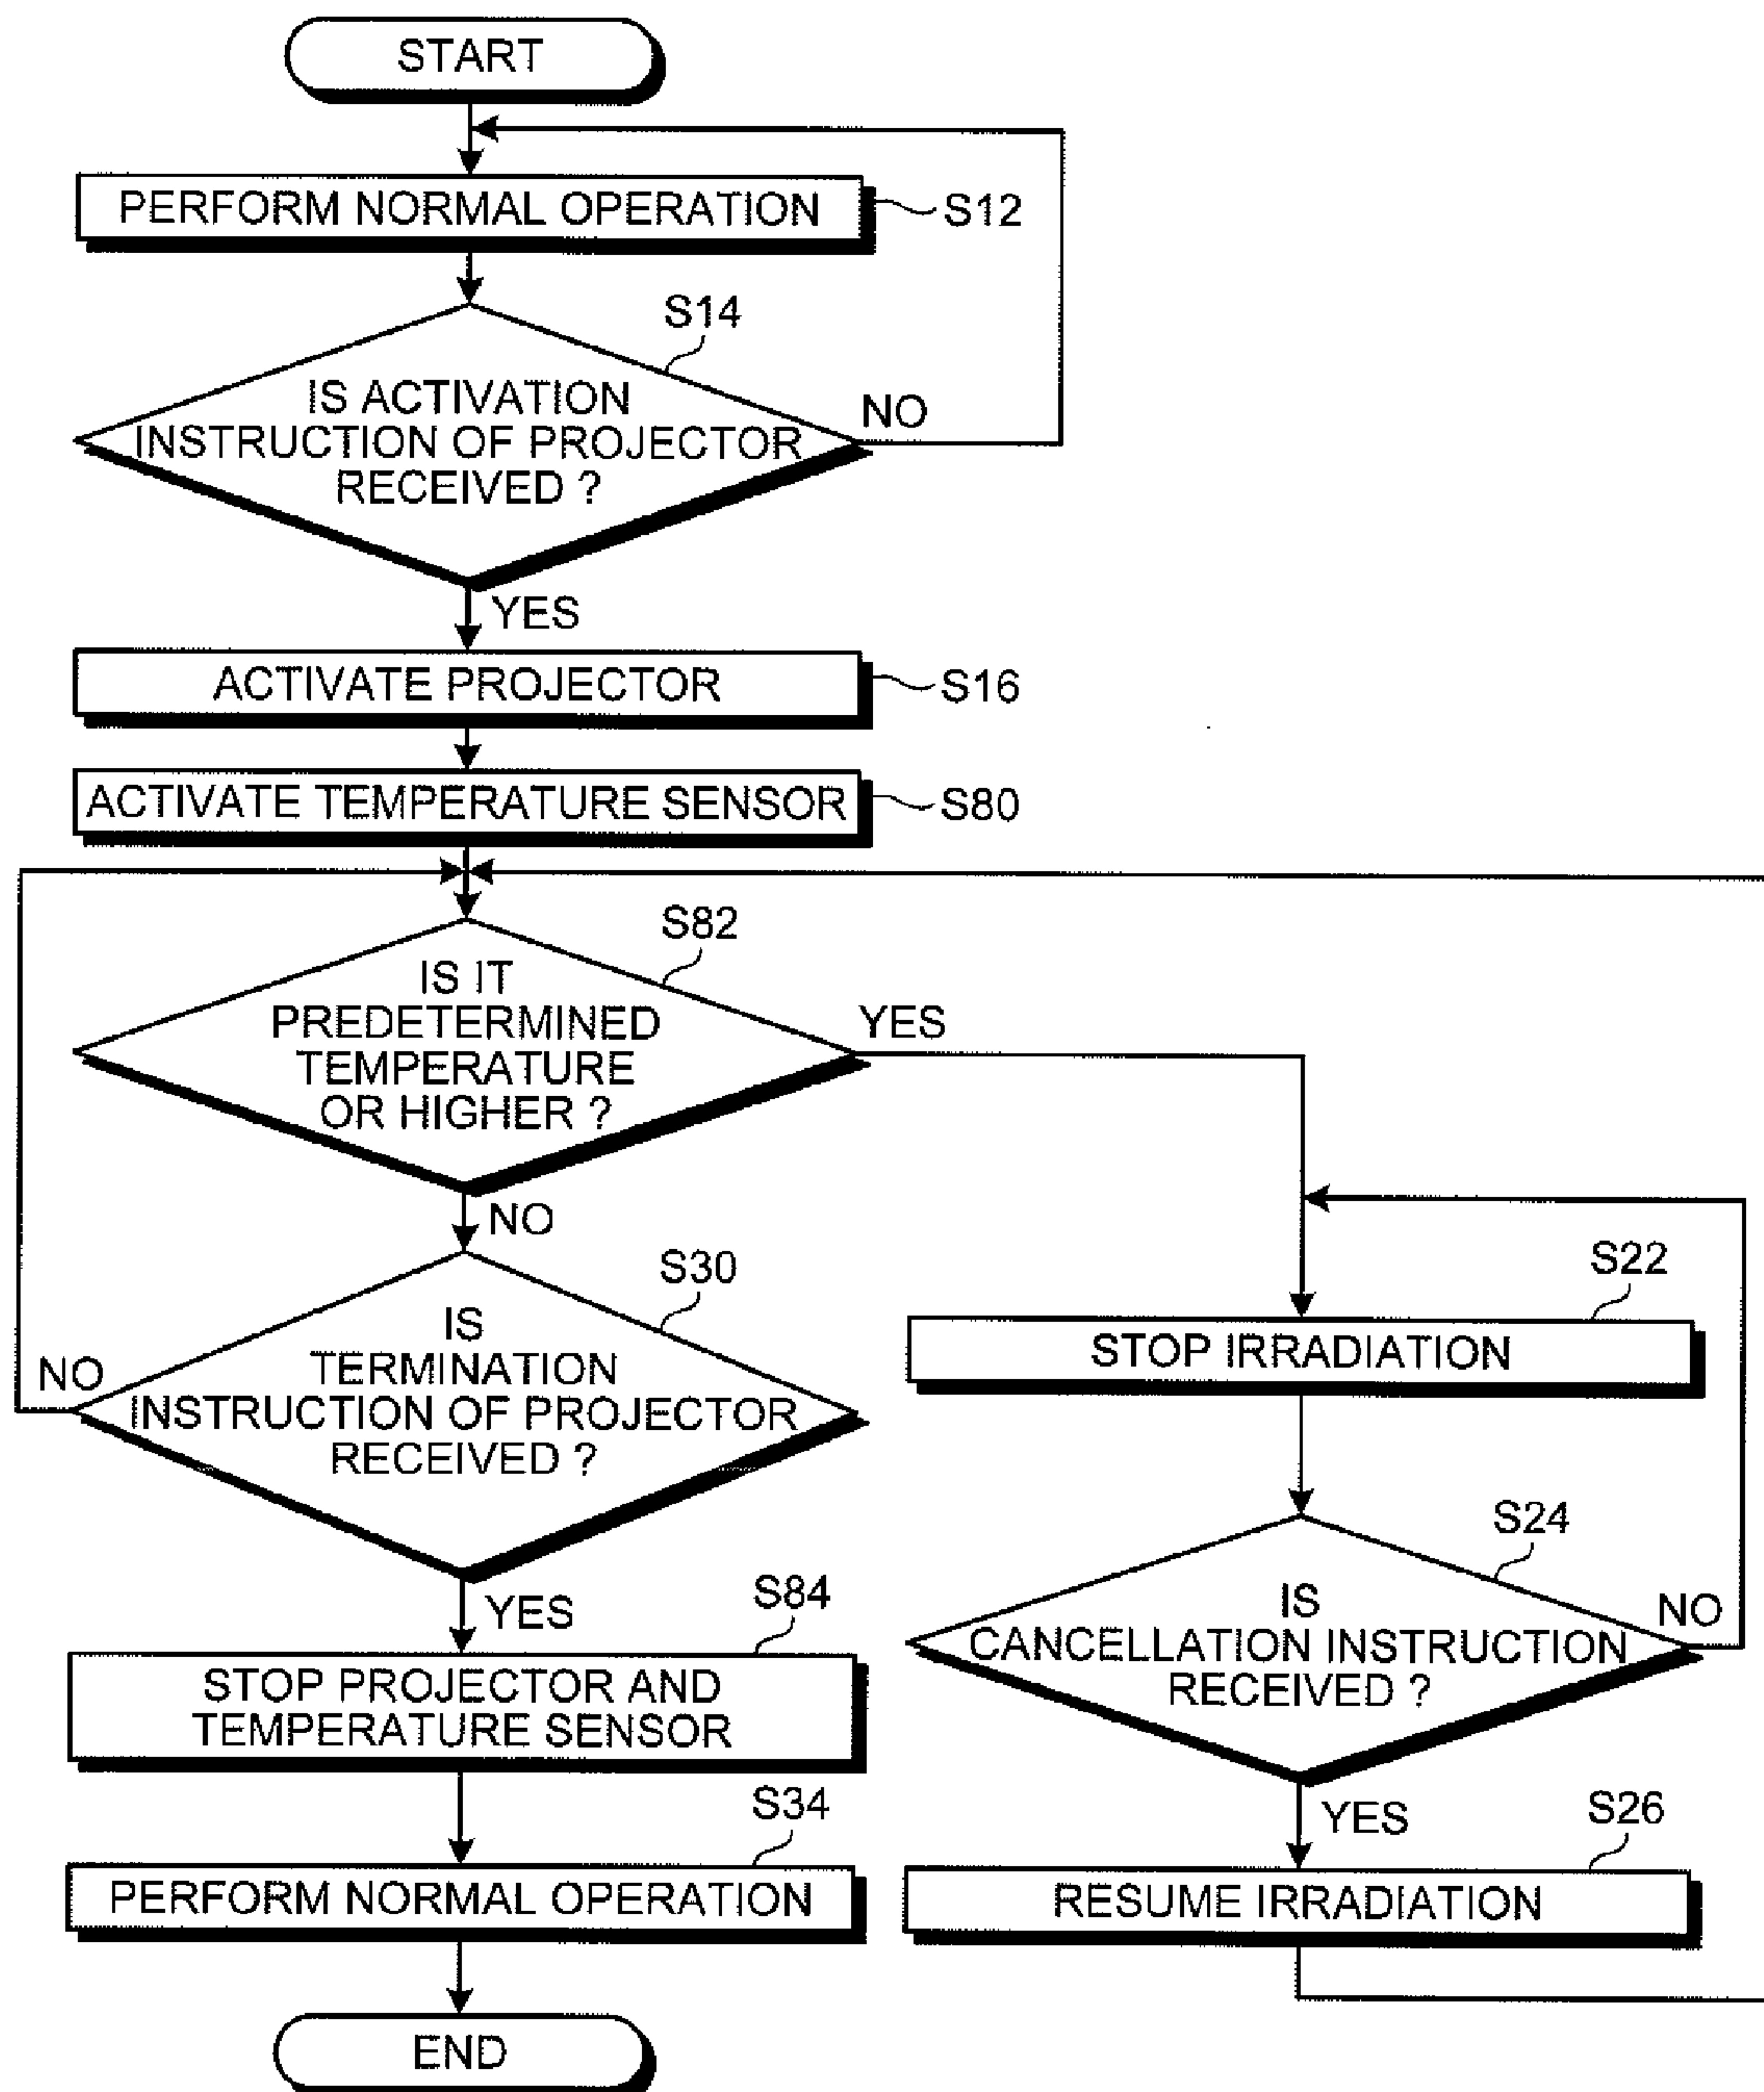 START
PERFORM NORMAL OPERATION
S12
S14
IS ACTIVATION
INSTRUCTION OF PROJECTOR
RECEIVED ?
NO
YES
ACTIVATE PROJECTOR
S16
ACTIVATE TEMPERATURE SENSOR
S80
S82
IS IT
PREDETERMINED
TEMPERATURE
OR HIGHER ?
YES
NO
S30
IS
TERMINATION
INSTRUCTION OF PROJECTOR
RECEIVED ?
NO
YES
S84
STOP PROJECTOR AND
TEMPERATURE SENSOR
S34
PERFORM NORMAL OPERATION
END
S22
STOP IRRADIATION
S24
IS
CANCELLATION INSTRUCTION
RECEIVED ?
NO
YES
S26
RESUME IRRADIATION